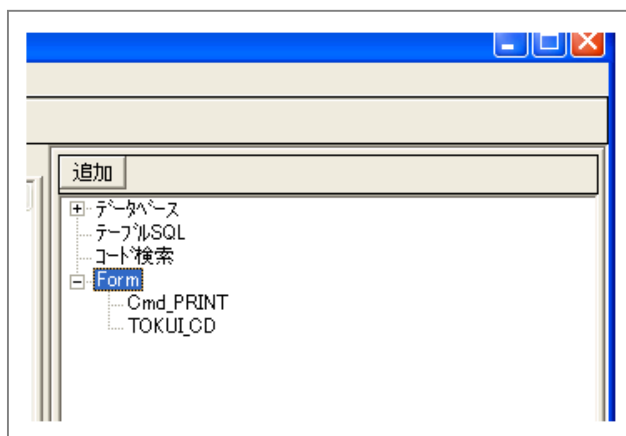 追加
ﾃﾞｰﾀﾍﾞｰｽ
ﾃｰﾌﾞﾙSQL
ｺｰﾄﾞ検索
Form
Cmd_PRINT
TOKUI_CD